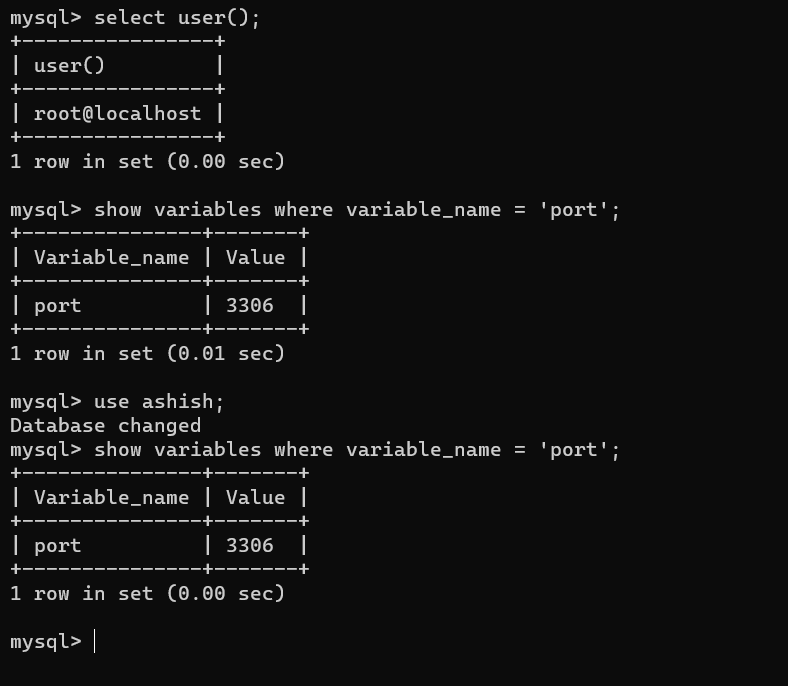 mysql> select user();
+----------------+
| user()         |
+----------------+
| root@localhost |
+----------------+
1 row in set (0.00 sec)

mysql> show variables where variable_name = 'port';
+---------------+-------+
| Variable_name | Value |
+---------------+-------+
| port          | 3306  |
+---------------+-------+
1 row in set (0.01 sec)

mysql> use ashish;
Database changed
mysql> show variables where variable_name = 'port';
+---------------+-------+
| Variable_name | Value |
+---------------+-------+
| port          | 3306  |
+---------------+-------+
1 row in set (0.00 sec)

mysql>